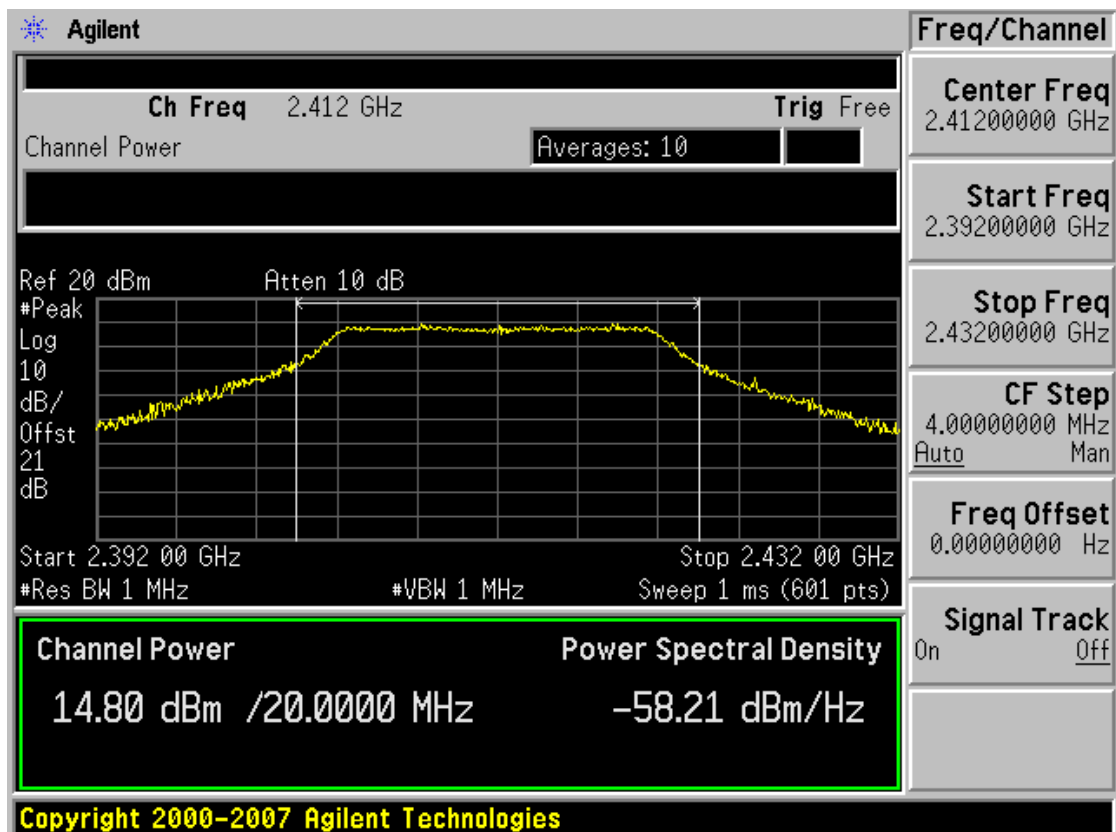 Agilent
Freq/Channel
Ch Freq 2.412 GHz Trig Free
Channel Power Averages: 10
Ref 20 dBm Atten 10 dB
#Peak
Log
10
dB/
Offst
21
dB
Start 2.392 00 GHz Stop 2.432 00 GHz
#Res BW 1 MHz #VBW 1 MHz Sweep 1 ms (601 pts)
Channel Power Power Spectral Density
14.80 dBm /20.0000 MHz -58.21 dBm/Hz
Center Freq
2.41200000 GHz
Start Freq
2.39200000 GHz
Stop Freq
2.43200000 GHz
CF Step
4.00000000 MHz
Auto Man
Freq Offset
0.00000000 Hz
Signal Track
On Off
Copyright 2000-2007 Agilent Technologies